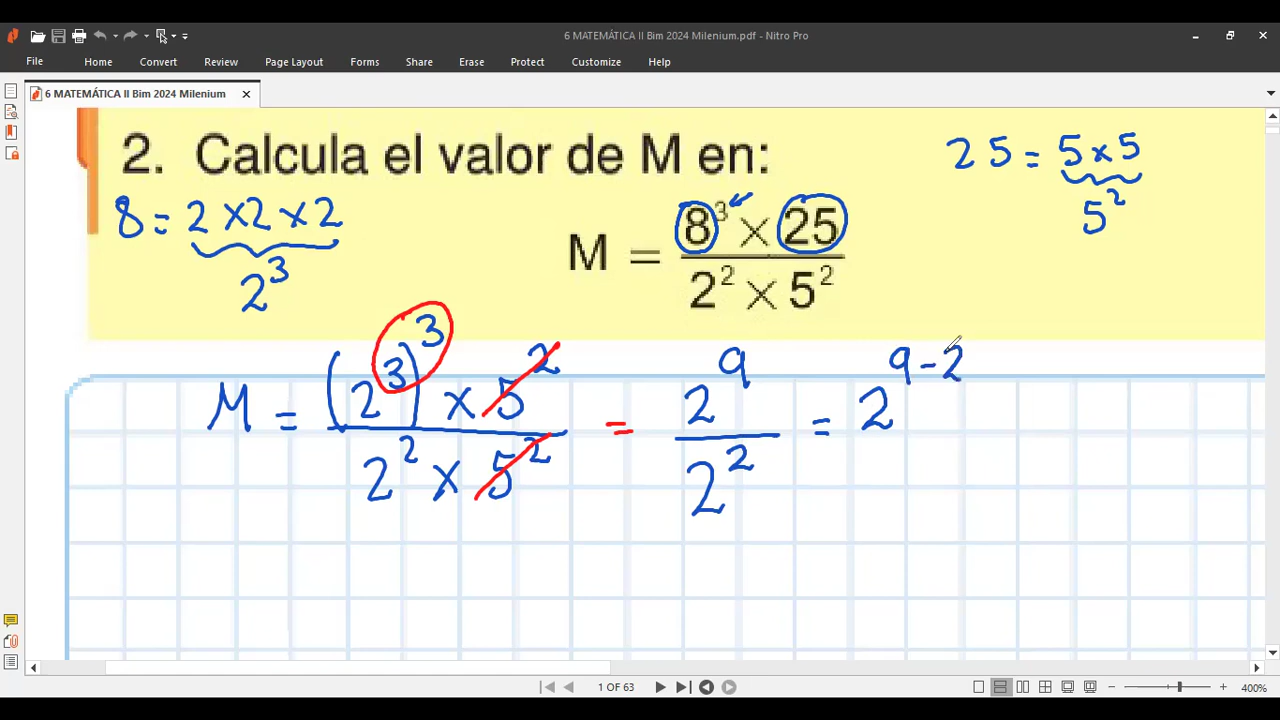 6 MATEMÁTICA II Bim 2024 Milenium.pdf - Nitro Pro
File Home Convert Review Page Layout Forms Share Erase Protect Customize Help
6 MATEMÁTICA II Bim 2024 Milenium
2. Calcula el valor de M en:
25 = 5 x 5
5²
8 = 2 x 2 x 2
2³
M = (8³ × 25) / (2² × 5²)
M = ((2³)³ x 5²) / (2² x 5²) = 2⁹ / 2² = 2⁹⁻²
1 OF 63
400%